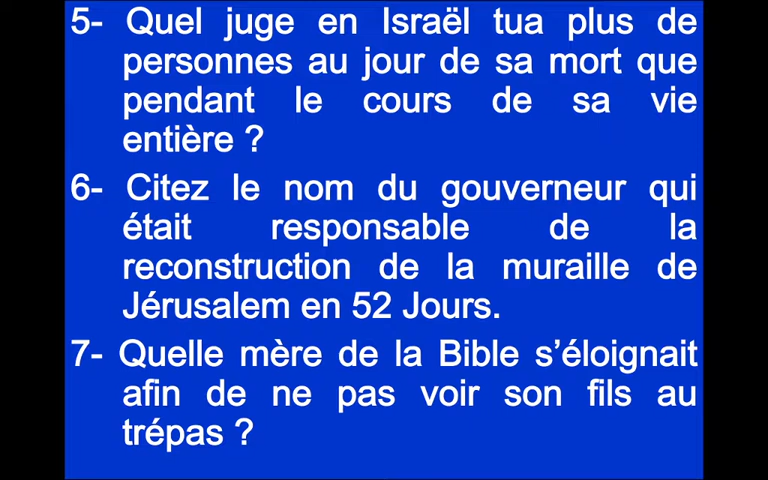 5- Quel juge en Israël tua plus de
personnes au jour de sa mort que
pendant le cours de sa vie
entière ?
6- Citez le nom du gouverneur qui
était responsable de la
reconstruction de la muraille de
Jérusalem en 52 Jours.
7- Quelle mère de la Bible s’éloignait
afin de ne pas voir son fils au
trépas ?